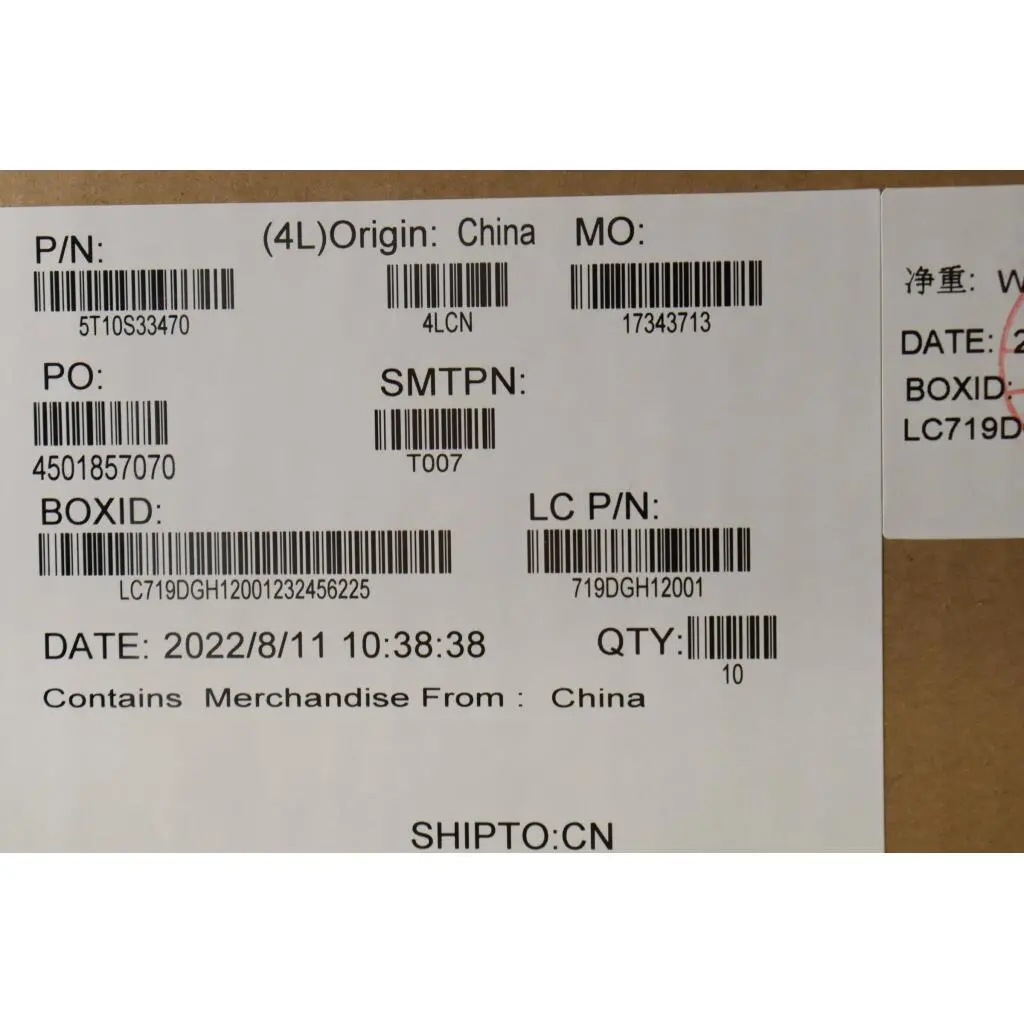 P/N:
5T10S33470
(4L)Origin: China
4LCN
MO:
17343713
PO:
4501857070
SMTPN:
T007
BOXID:
LC719DGH12001232456225
LC P/N:
719DGH12001
DATE: 2022/8/11 10:38:38
QTY:
10
Contains Merchandise From : China
SHIPTO:CN
净重:
DATE:
BOXID:
LC719D